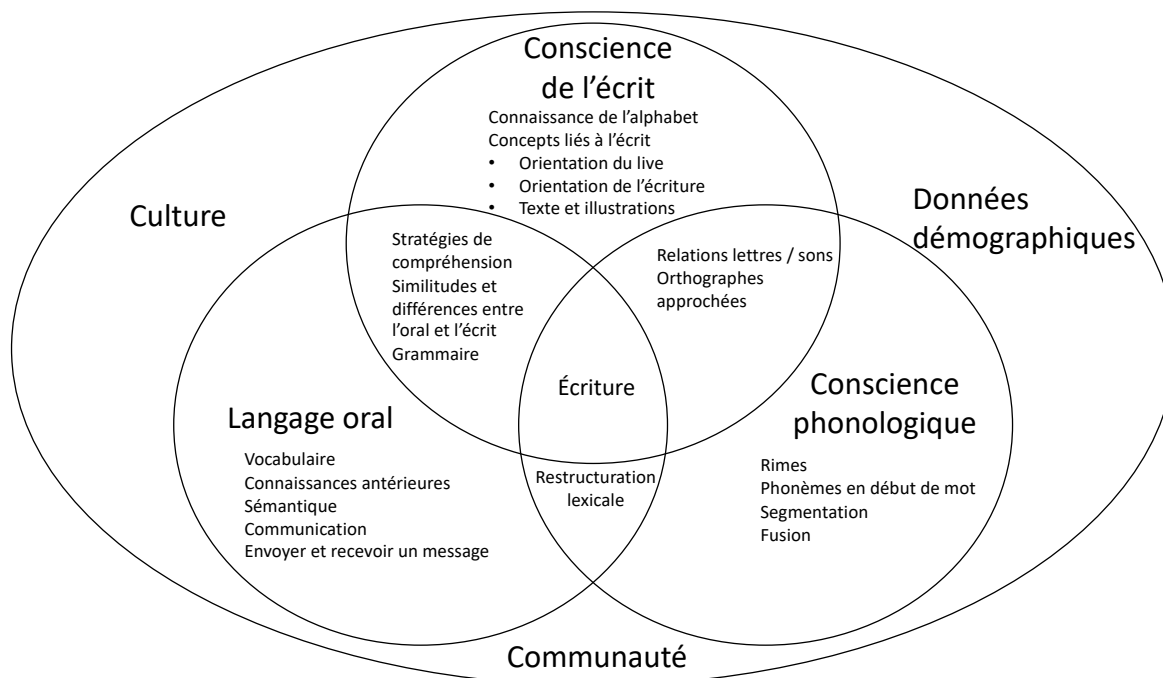 Conscience
de l’écrit
Connaissance de l’alphabet
Concepts liés à l’écrit
• Orientation du live
• Orientation de l’écriture
• Texte et illustrations
Culture
Données
démographiques
Stratégies de
compréhension
Similitudes et
différences entre
l’oral et l’écrit
Grammaire
Relations lettres / sons
Orthographes
approchées
Écriture
Langage oral
Vocabulaire
Connaissances antérieures
Sémantique
Communication
Envoyer et recevoir un message
Restructuration
lexicale
Conscience
phonologique
Rimes
Phonèmes en début de mot
Segmentation
Fusion
Communauté